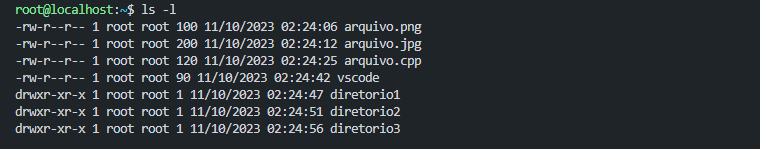 root@localhost:~$ ls -l
-rw-r--r-- 1 root root 100 11/10/2023 02:24:06 arquivo.png
-rw-r--r-- 1 root root 200 11/10/2023 02:24:12 arquivo.jpg
-rw-r--r-- 1 root root 120 11/10/2023 02:24:25 arquivo.cpp
-rw-r--r-- 1 root root 90 11/10/2023 02:24:42 vscode
drwxr-xr-x 1 root root 1 11/10/2023 02:24:47 diretorio1
drwxr-xr-x 1 root root 1 11/10/2023 02:24:51 diretorio2
drwxr-xr-x 1 root root 1 11/10/2023 02:24:56 diretorio3